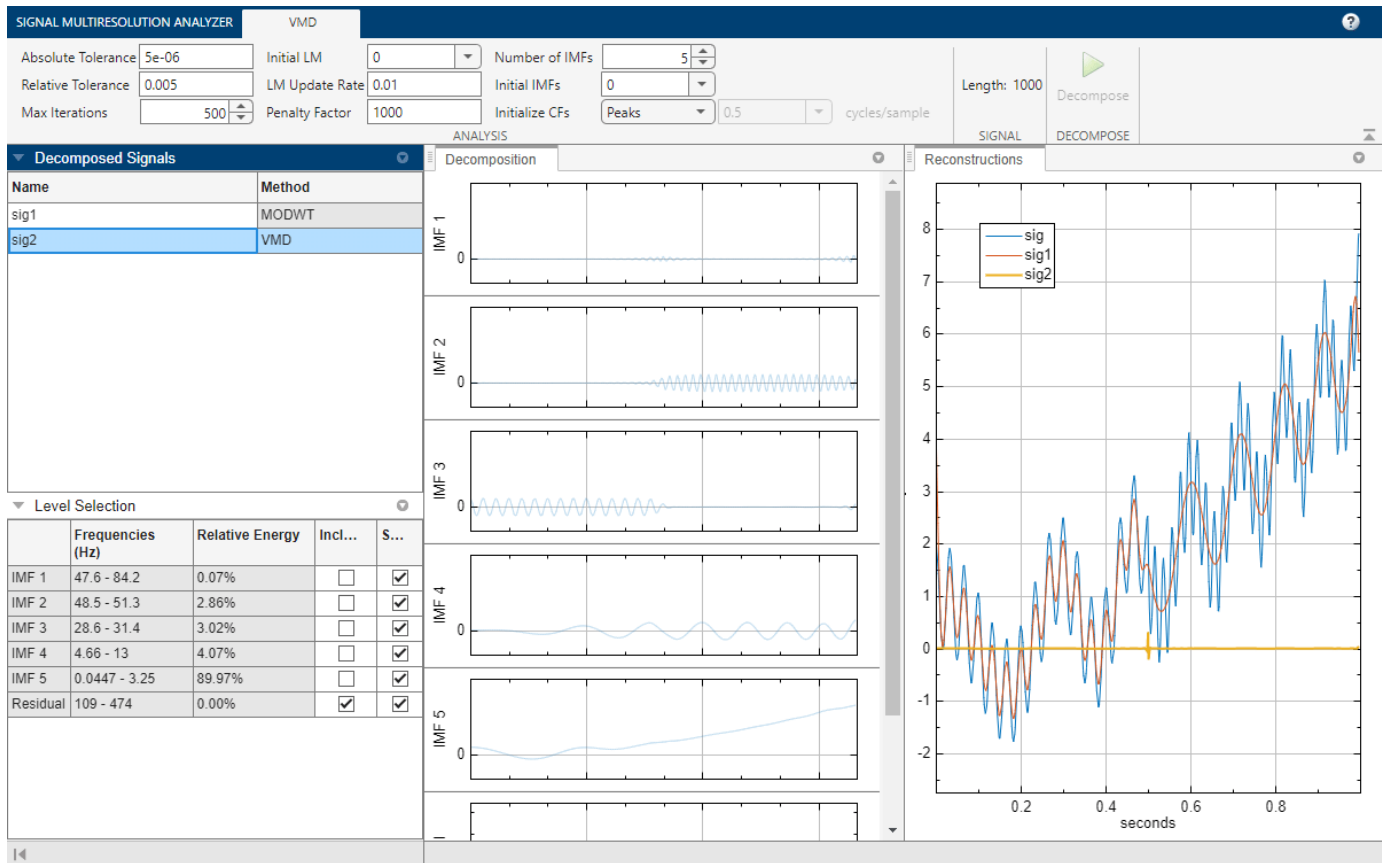 SIGNAL MULTIRESOLUTION ANALYZER VMD ?
Absolute Tolerance 5e-06 Initial LM 0 Number of IMFs 5
Relative Tolerance 0.005 LM Update Rate 0.01 Initial IMFs 0 Length: 1000 Decompose
Max Iterations 500 Penalty Factor 1000 Initialize CFs Peaks 0.5 cycles/sample
ANALYSIS SIGNAL DECOMPOSE
Decomposed Signals
Name Method
sig1 MODWT
sig2 VMD
Level Selection
Frequencies (Hz) Relative Energy Incl... S...
IMF 1 47.6 - 84.2 0.07%
IMF 2 48.5 - 51.3 2.86%
IMF 3 28.6 - 31.4 3.02%
IMF 4 4.66 - 13 4.07%
IMF 5 0.0447 - 3.25 89.97%
Residual 109 - 474 0.00%
Decomposition
IMF 1
0
IMF 2
0
IMF 3
0
IMF 4
0
IMF 5
0
Reconstructions
sig
sig1
sig2
8
7
6
5
4
3
2
1
0
-1
-2
0.2 0.4 0.6 0.8
seconds